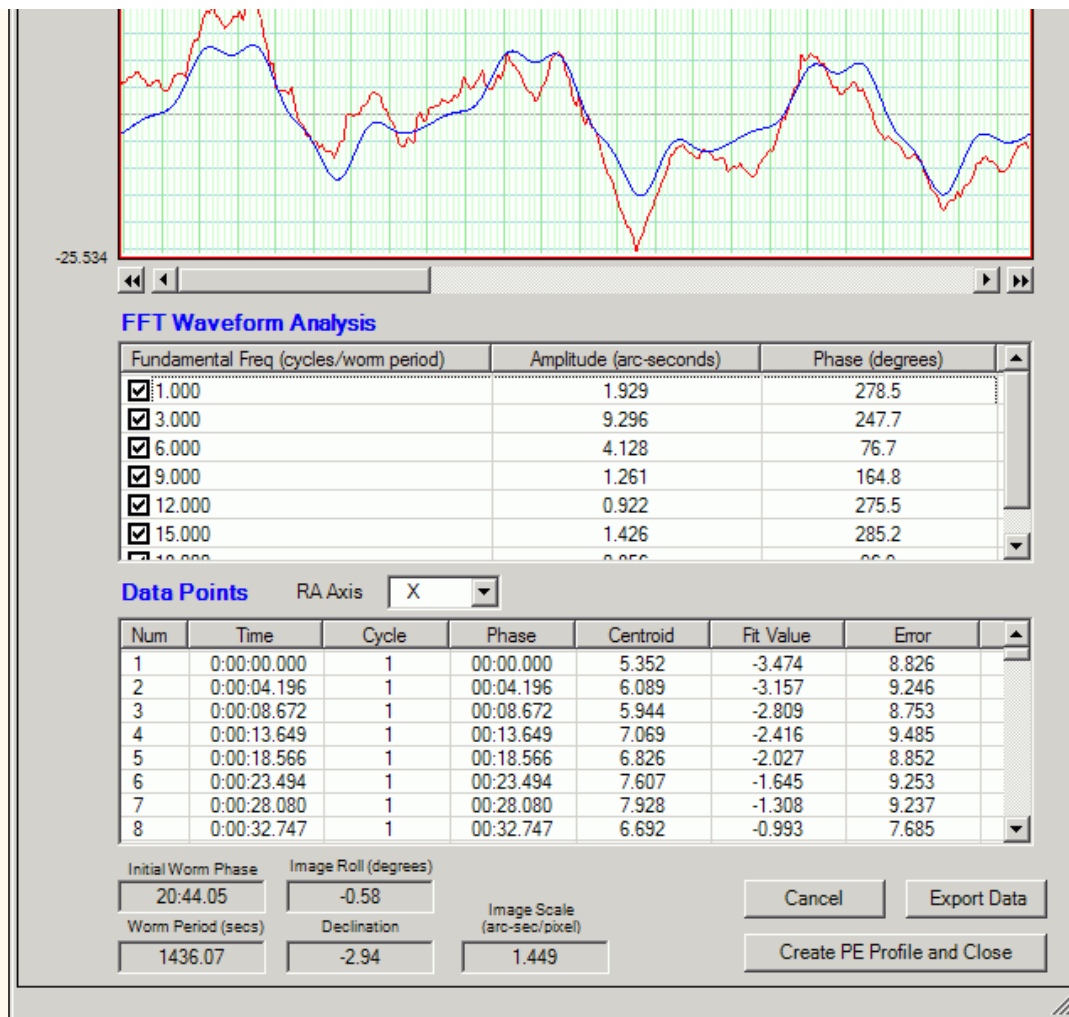 -25.534
FFT Waveform Analysis
Fundamental Freq (cycles/worm period) Amplitude (arc-seconds) Phase (degrees)
1.000 1.929 278.5
3.000 9.296 247.7
6.000 4.128 76.7
9.000 1.261 164.8
12.000 0.922 275.5
15.000 1.426 285.2
Data Points RA Axis X
Num Time Cycle Phase Centroid Fit Value Error
1 0:00:00.000 1 00:00.000 5.352 -3.474 8.826
2 0:00:04.196 1 00:04.196 6.089 -3.157 9.246
3 0:00:08.672 1 00:08.672 5.944 -2.809 8.753
4 0:00:13.649 1 00:13.649 7.069 -2.416 9.485
5 0:00:18.566 1 00:18.566 6.826 -2.027 8.852
6 0:00:23.494 1 00:23.494 7.607 -1.645 9.253
7 0:00:28.080 1 00:28.080 7.928 -1.308 9.237
8 0:00:32.747 1 00:32.747 6.692 -0.993 7.685
Initial Worm Phase Image Roll (degrees)
20:44.05 -0.58
Worm Period (secs) Declination Image Scale (arc-sec/pixel)
1436.07 -2.94 1.449
Cancel Export Data
Create PE Profile and Close